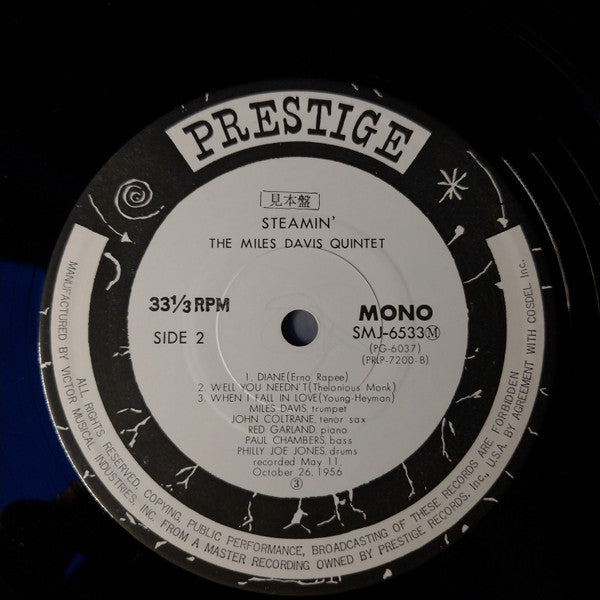 PRESTIGE
見本盤
STEAMIN'
THE MILES DAVIS QUINTET
33 1/3 RPM
MONO
SIDE 2
SMJ-6533Ⓜ
(PG-6037)
(PRLP-7200-B)
1. DIANE(Erno Rapee)
2. WELL YOU NEEDN'T(Thelonious Monk)
3. WHEN I FALL IN LOVE(Young-Heyman)
MILES DAVIS, trumpet
JOHN COLTRANE, tenor sax
RED GARLAND, piano
PAUL CHAMBERS, bass
PHILLY JOE JONES, drums
recorded May 11,
October 26, 1956
③
MANUFACTURED BY VICTOR MUSICAL INDUSTRIES, INC. FROM A MASTER RECORDING OWNED BY PRESTIGE RECORDS, Inc., U.S.A. BY AGREEMENT WITH COSDEL Inc.
ALL RIGHTS RESERVED, COPYING, PUBLIC PERFORMANCE, BROADCASTING OF THESE RECORDS ARE FORBIDDEN